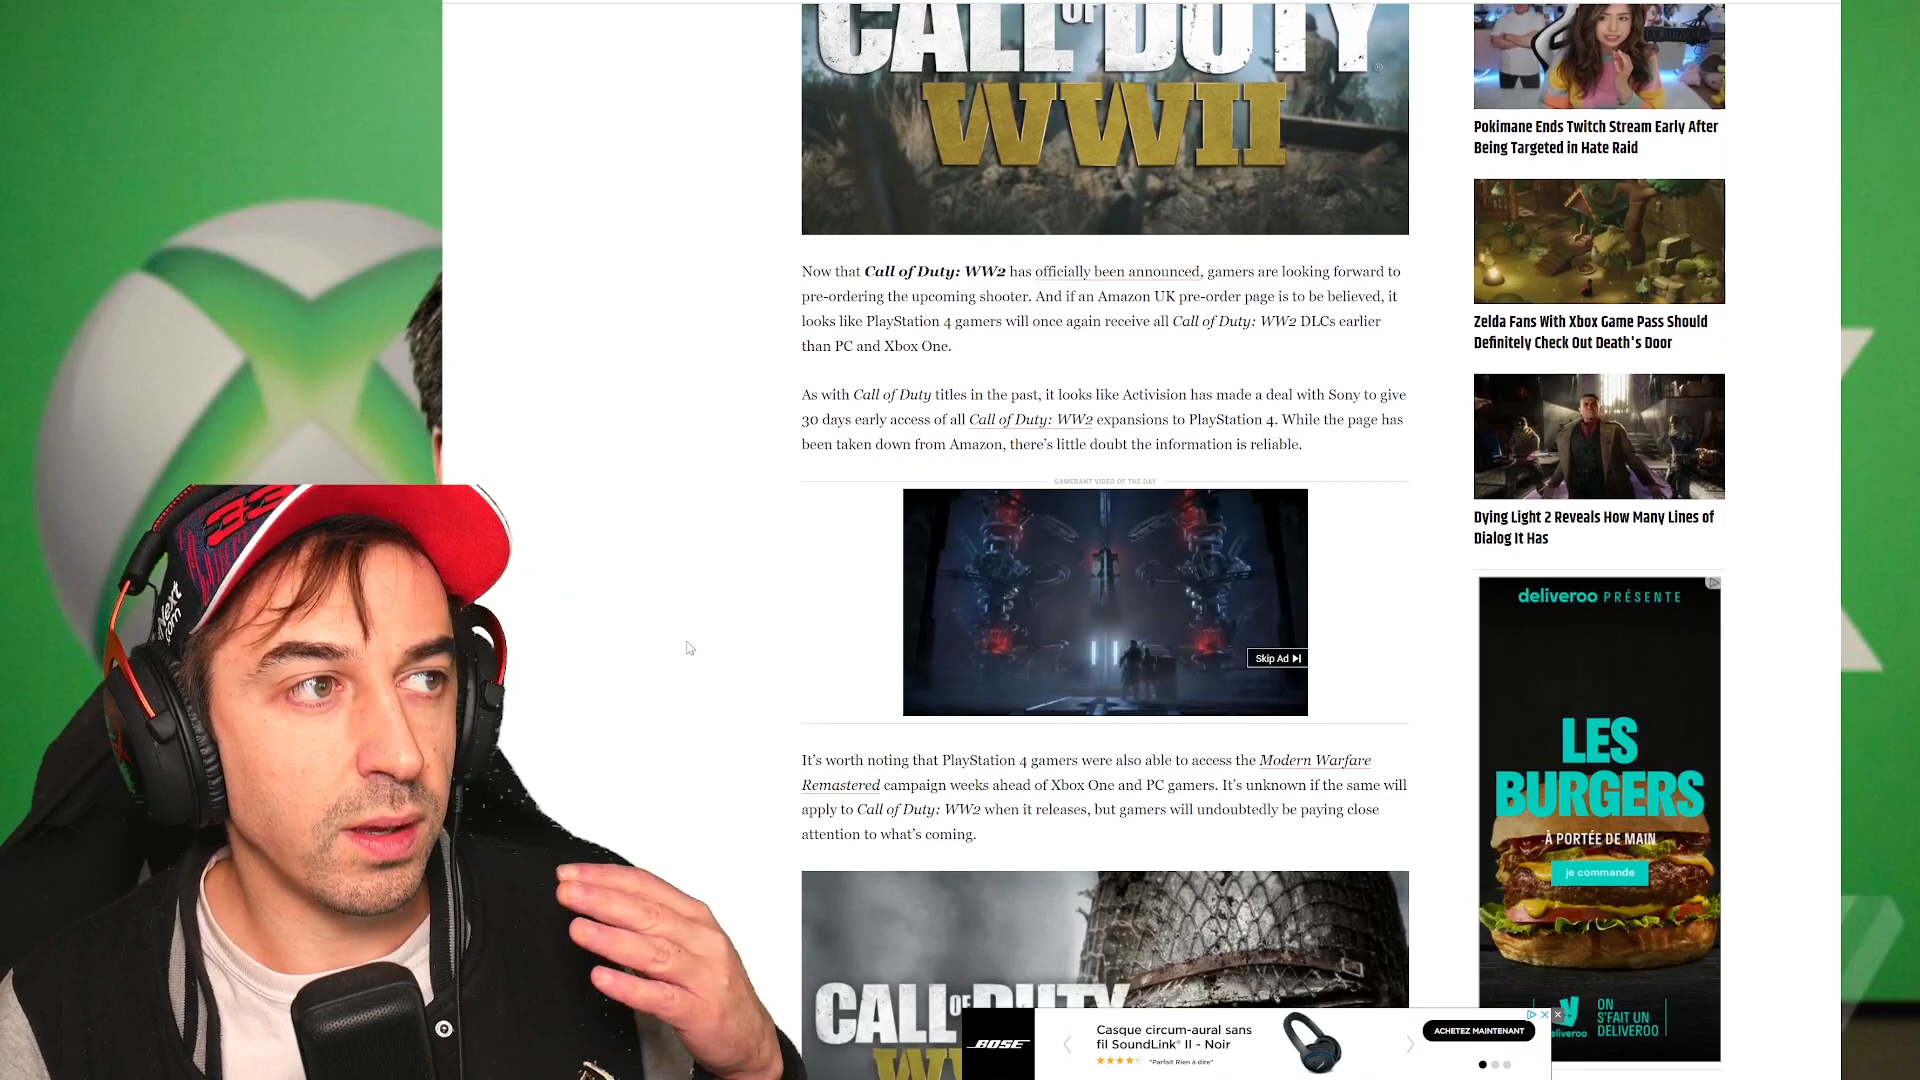 CALL OF DUTY
WWII
Now that Call of Duty: WW2 has officially been announced, gamers are looking forward to
pre-ordering the upcoming shooter. And if an Amazon UK pre-order page is to be believed, it
looks like PlayStation 4 gamers will once again receive all Call of Duty: WW2 DLCs earlier
than PC and Xbox One.
As with Call of Duty titles in the past, it looks like Activision has made a deal with Sony to give
30 days early access of all Call of Duty: WW2 expansions to PlayStation 4. While the page has
been taken down from Amazon, there's little doubt the information is reliable.
GAMERANT VIDEO OF THE DAY
Skip Ad
It's worth noting that PlayStation 4 gamers were also able to access the Modern Warfare
Remastered campaign weeks ahead of Xbox One and PC gamers. It's unknown if the same will
apply to Call of Duty: WW2 when it releases, but gamers will undoubtedly be paying close
attention to what's coming.
CALL OF DUTY
BOSE
Casque circum-aural sans
fil SoundLink® II - Noir
"Parfait Rien à dire"
ACHETEZ MAINTENANT
Pokimane Ends Twitch Stream Early After
Being Targeted in Hate Raid
Zelda Fans With Xbox Game Pass Should
Definitely Check Out Death's Door
Dying Light 2 Reveals How Many Lines of
Dialog It Has
deliveroo PRÉSENTE
LES
BURGERS
À PORTÉE DE MAIN
je commande
ON
S'FAIT UN
DELIVEROO
33